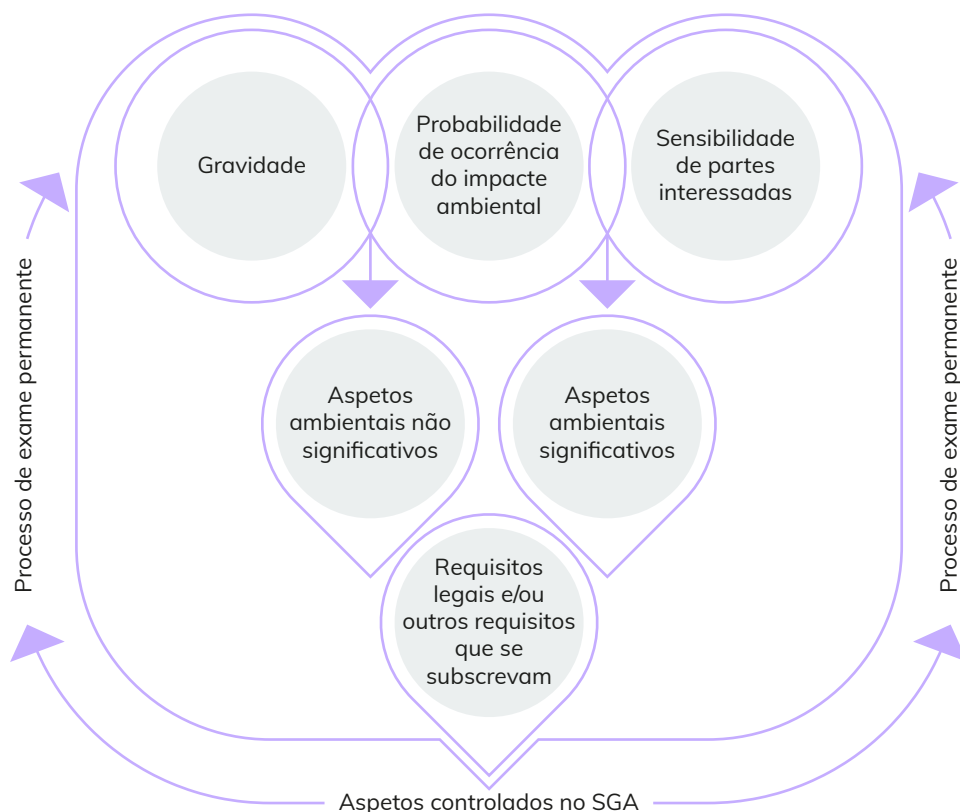 Gravidade
Probabilidade
de ocorrência
do impacte
ambiental
Sensibilidade
de partes
interessadas
Processo de exame permanente
Processo de exame permanente
Aspetos
ambientais não
significativos
Aspetos
ambientais
significativos
Requisitos
legais e/ou
outros requisitos
que se
subscrevam
Aspetos controlados no SGA